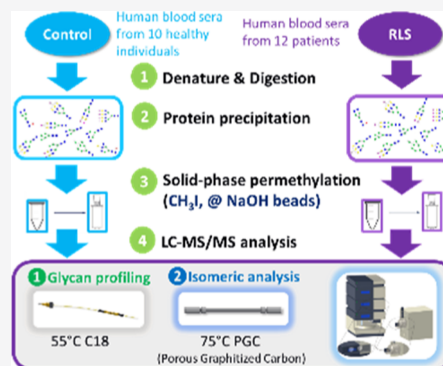 Control
Human blood sera
from 10 healthy
individuals
Human blood sera
from 12 patients
RLS
1 Denature & Digestion
2 Protein precipitation
3 Solid-phase permethylation
(CH₃I, @ NaOH beads)
4 LC-MS/MS analysis
1 Glycan profiling
55°C C18
2 Isomeric analysis
75°C PGC
(Porous Graphitized Carbon)